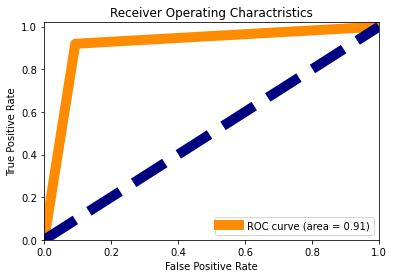 Receiver Operating Charactristics
True Positive Rate
1.0
0.8
0.6
0.4
0.2
0.0
ROC curve (area = 0.91)
0.0 0.2 0.4 0.6 0.8 1.0
False Positive Rate